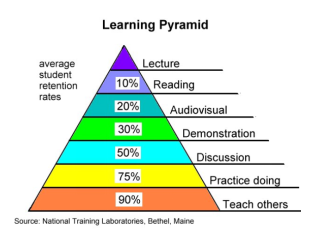 Learning Pyramid
average
student
retention
rates
Lecture
10% Reading
20% Audiovisual
30% Demonstration
50% Discussion
75% Practice doing
90% Teach others
Source: National Training Laboratories, Bethel, Maine